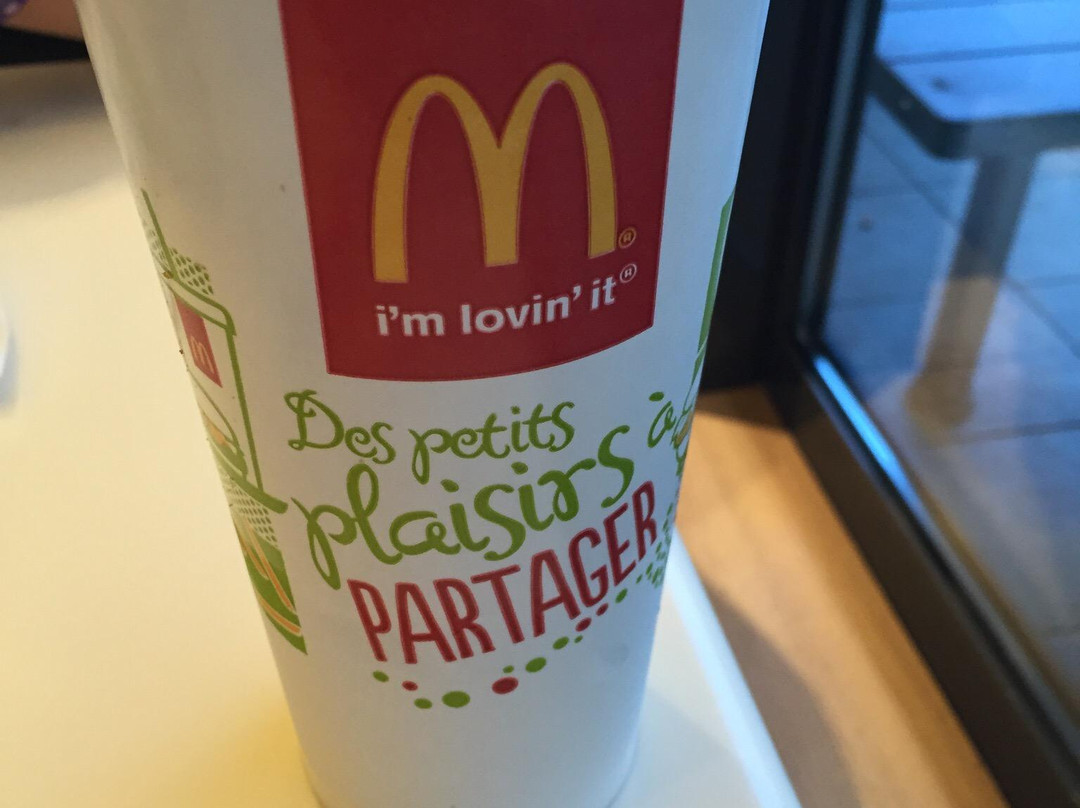 M®
i'm lovin' it®
M
Des petits
plaisirs à
PARTAGER